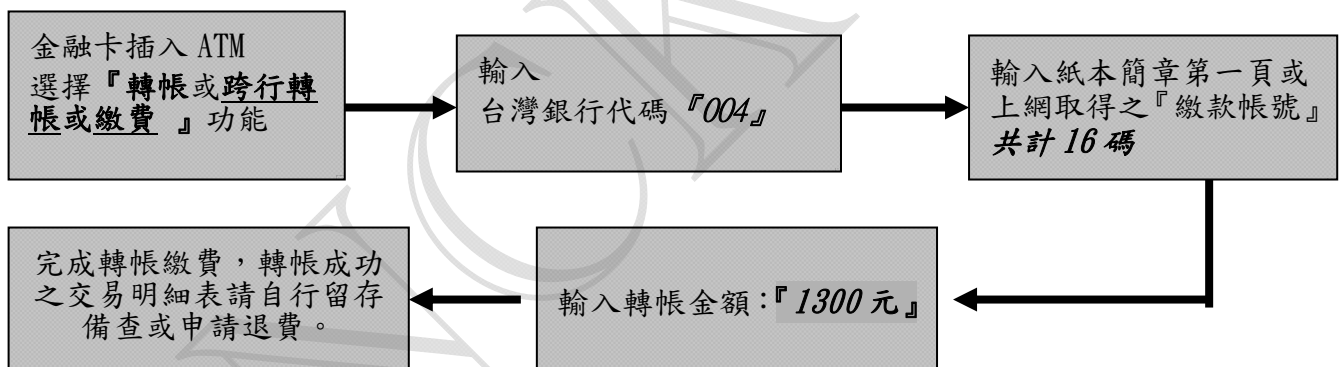 金融卡插入 ATM
選擇『轉帳或跨行轉
帳或繳費 』功能
輸入
台灣銀行代碼『004』
輸入紙本簡章第一頁或
上網取得之『繳款帳號』
共計 16 碼
輸入轉帳金額：『 1300 元』
完成轉帳繳費，轉帳成功
之交易明細表請自行留存
備查或申請退費。